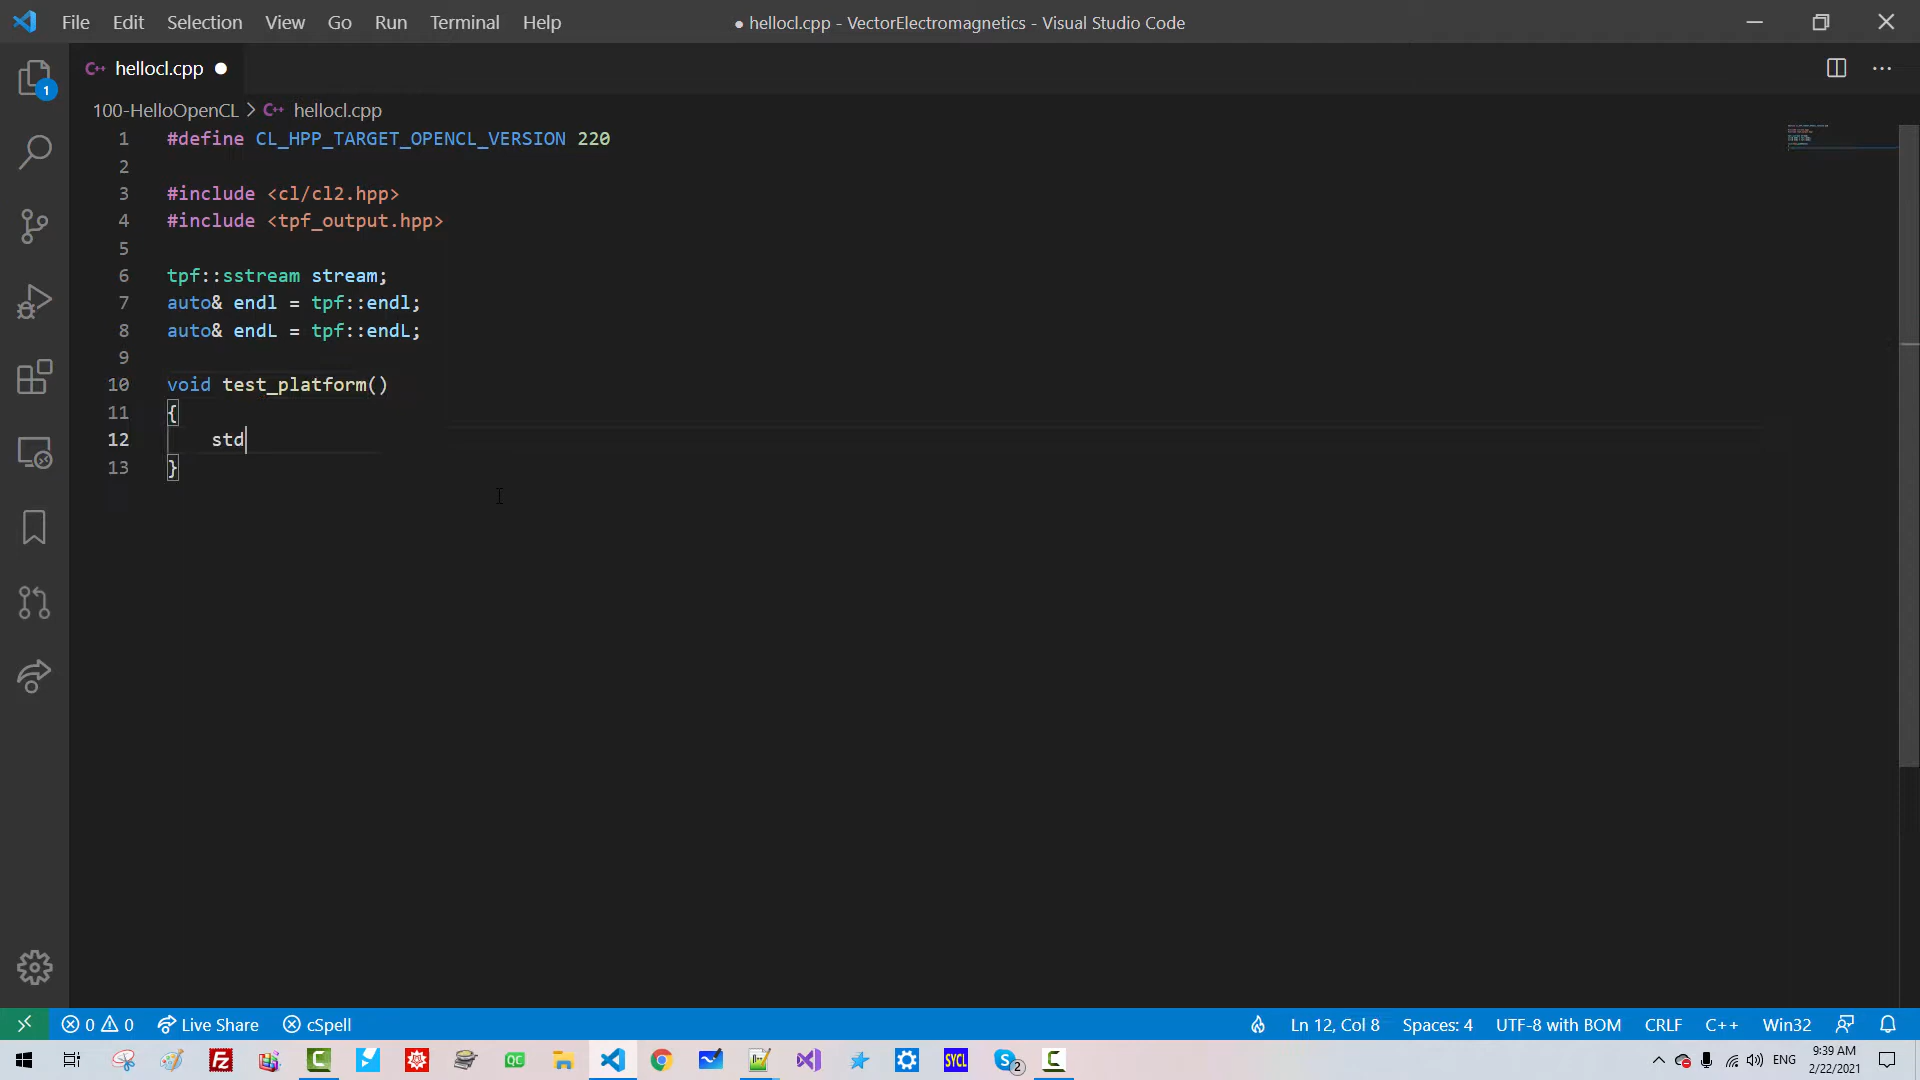 File Edit Selection View Go Run Terminal Help
● hellocl.cpp - VectorElectromagnetics - Visual Studio Code
1
C++ hellocl.cpp ●
100-HelloOpenCL > C++ hellocl.cpp
1 #define CL_HPP_TARGET_OPENCL_VERSION 220
2
3 #include <cl/cl2.hpp>
4 #include <tpf_output.hpp>
5
6 tpf::sstream stream;
7 auto& endl = tpf::endl;
8 auto& endL = tpf::endL;
9
10 void test_platform()
11 {
12 std
13 }
0 0 Live Share cSpell Ln 12, Col 8 Spaces: 4 UTF-8 with BOM CRLF C++ Win32
QC SYCL 2 ENG 9:39 AM
2/22/2021